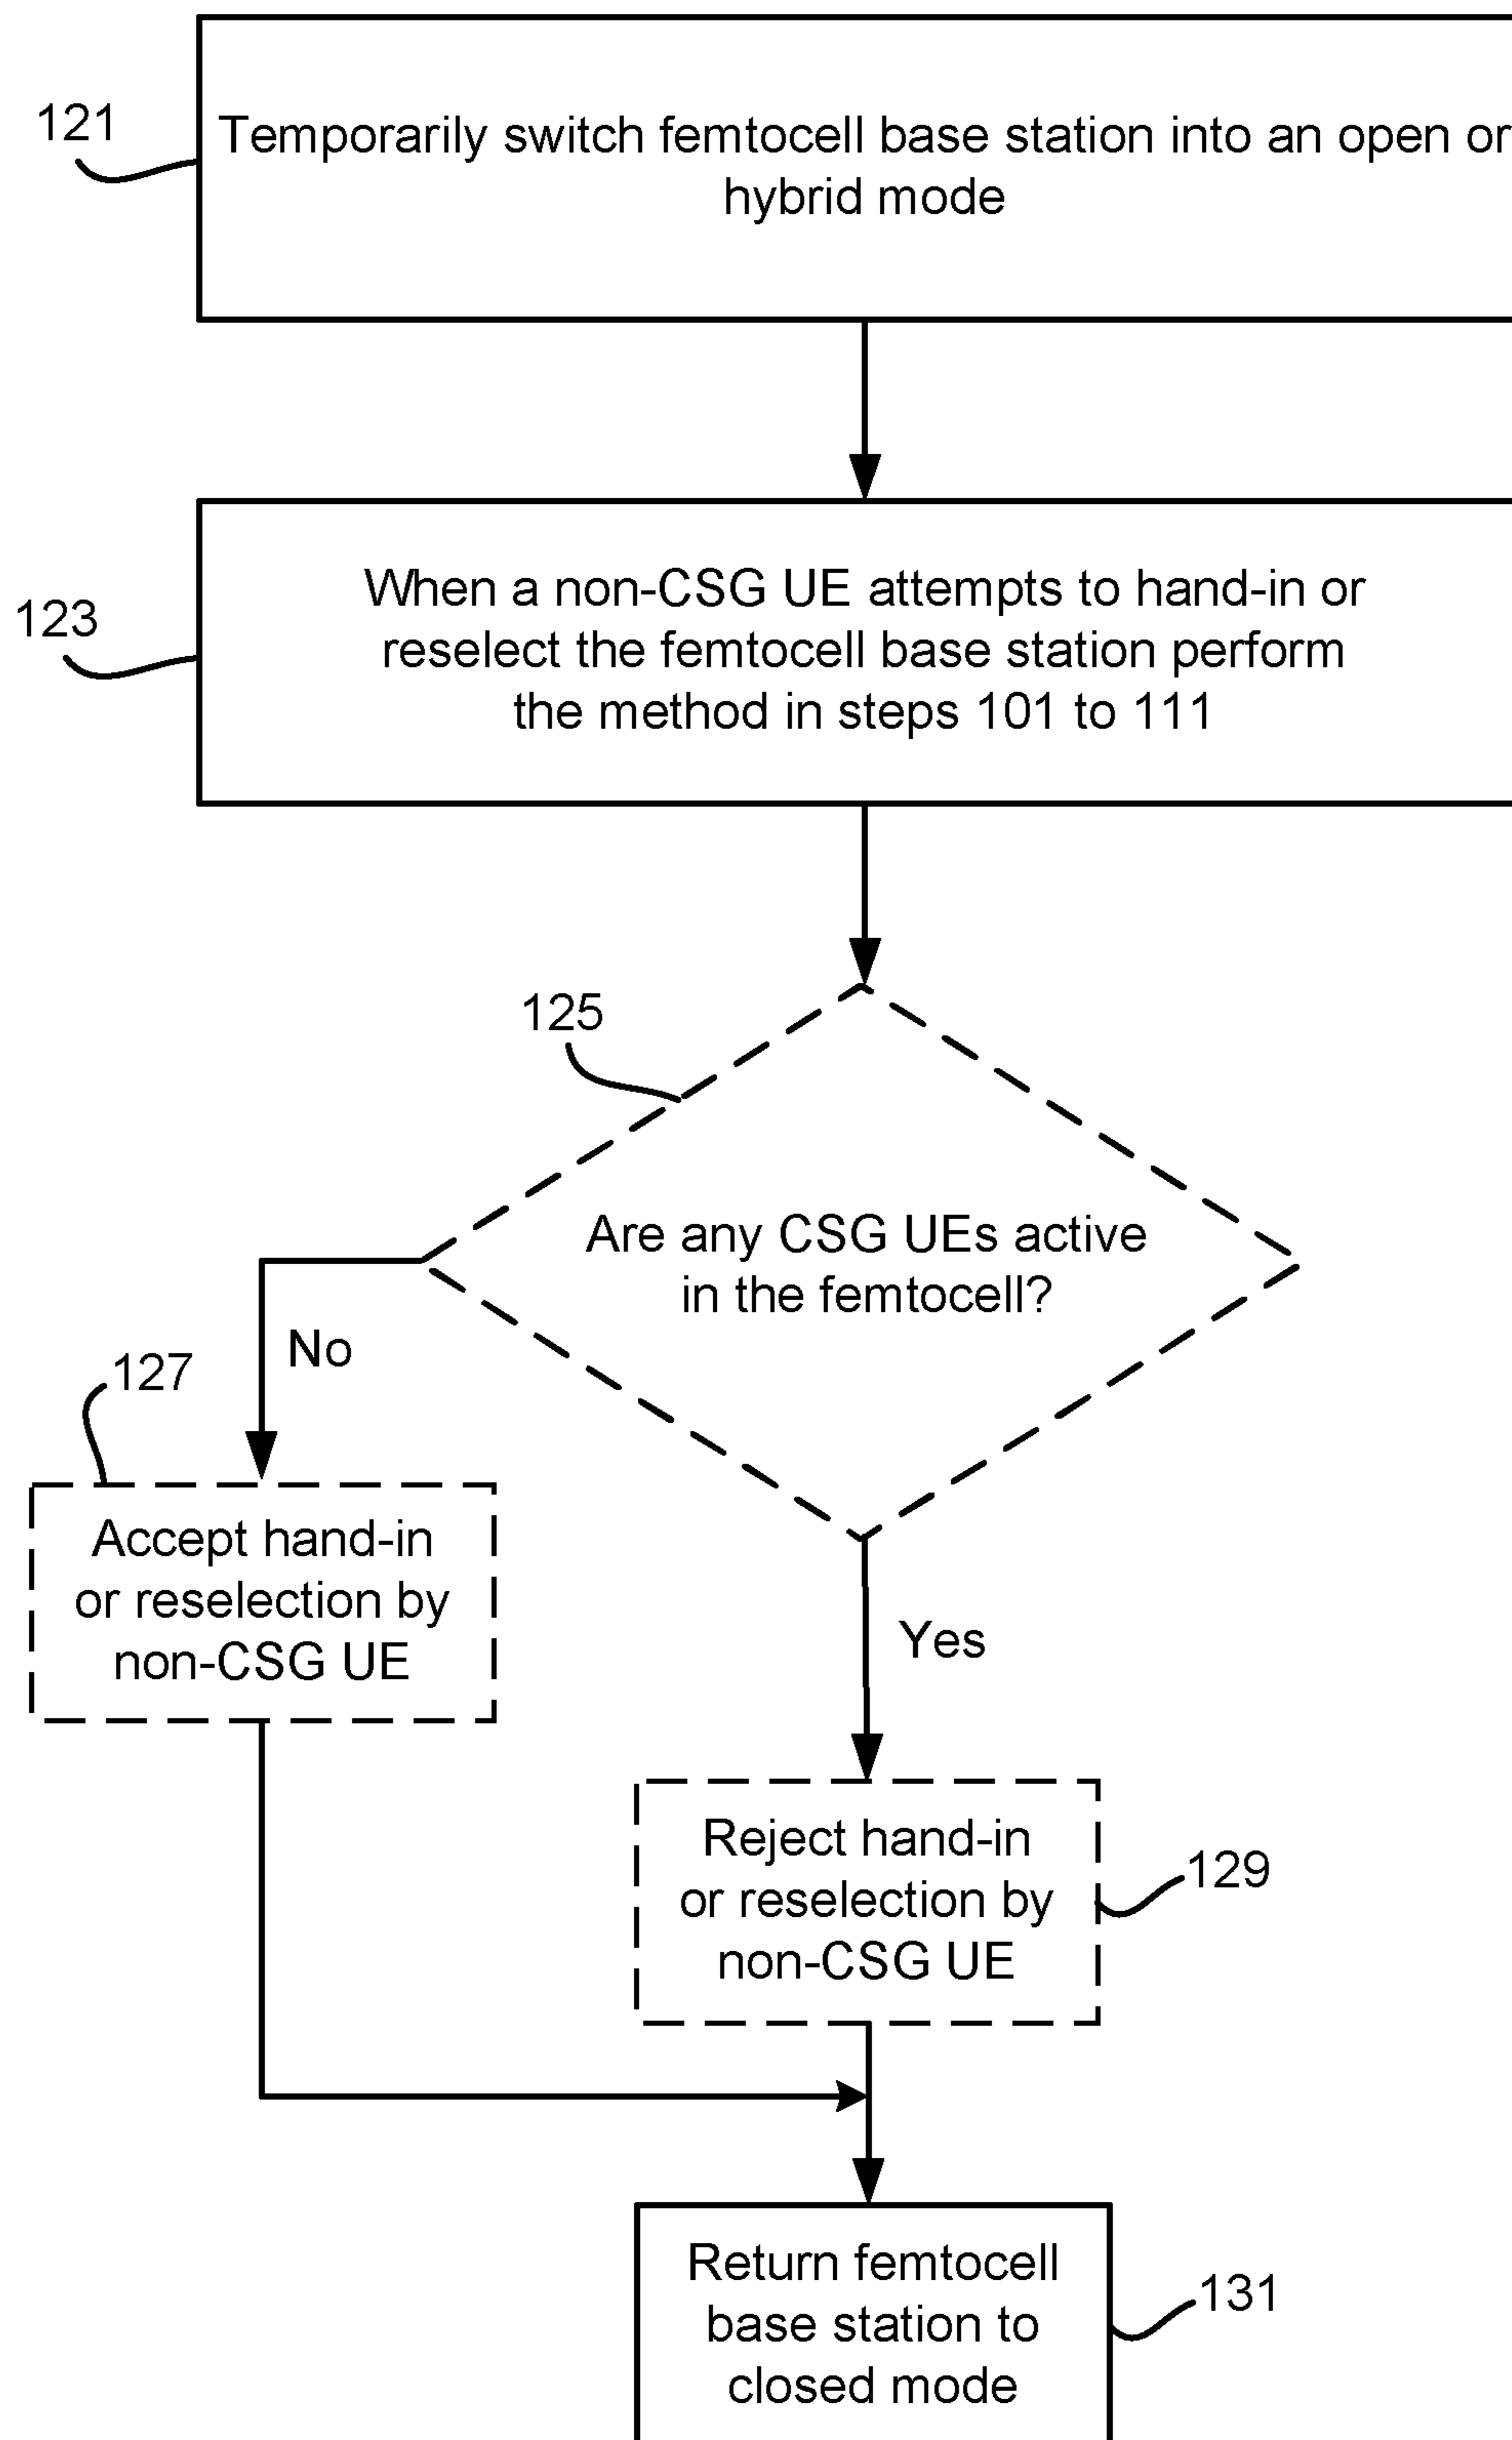 121
Temporarily switch femtocell base station into an open or
hybrid mode
123
When a non-CSG UE attempts to hand-in or
reselect the femtocell base station perform
the method in steps 101 to 111
125
Are any CSG UEs active
in the femtocell?
No
127
Accept hand-in
or reselection by
non-CSG UE
Yes
Reject hand-in
or reselection by
non-CSG UE
129
Return femtocell
base station to
closed mode
131